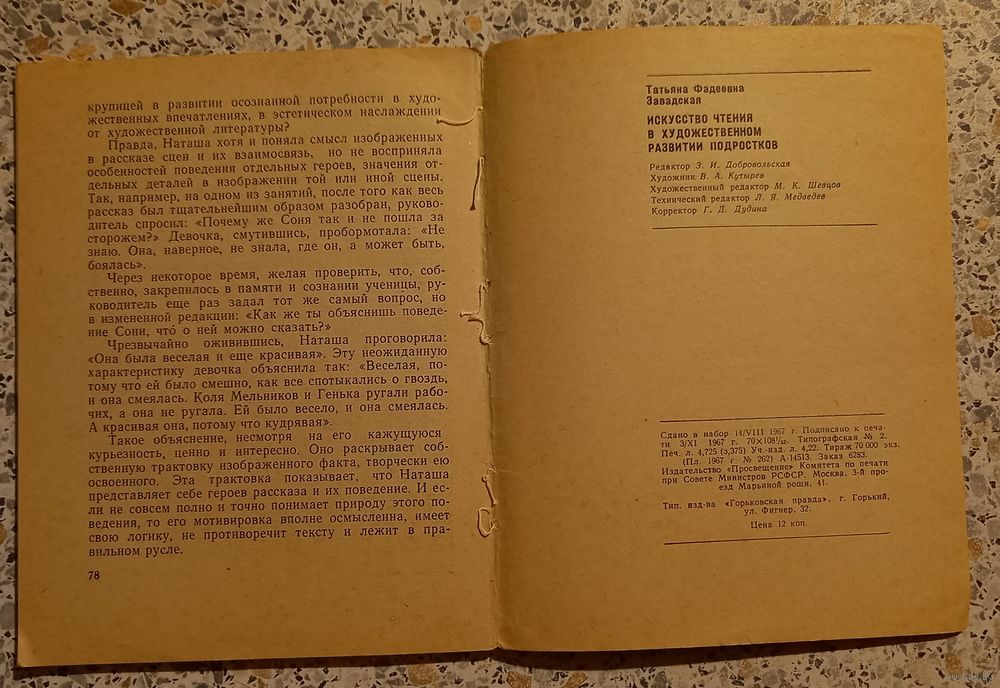 крупицей в развитии осознанной потребности в худо-
жественных впечатлениях, в эстетическом наслаждении
от художественной литературы?
Правда, Наташа хотя и поняла смысл изображенных
в рассказе сцен и их взаимосвязь, но не восприняла
особенностей поведения отдельных героев, значения от-
дельных деталей в изображении той или иной сцены.
Так, например, на одном из занятий, после того как весь
рассказ был тщательнейшим образом разобран, руково-
дитель спросил: «Почему же Соня так и не пошла за
сторожем?» Девочка, смутившись, пробормотала: «Не
знаю. Она, наверное, не знала, где он, а может быть,
боялась».
Через некоторое время, желая проверить, что, соб-
ственно, закрепилось в памяти и сознании ученицы, ру-
ководитель еще раз задал тот же самый вопрос, но
в измененной редакции: «Как же ты объяснишь поведе-
ние Сони, что́ о ней можно сказать?»
Чрезвычайно оживившись, Наташа проговорила:
«Она была веселая и еще красивая». Эту неожиданную
характеристику девочка объяснила так: «Веселая, по-
тому что ей было смешно, как все спотыкались о гвоздь,
и она смеялась. Коля Мельников и Генька ругали рабо-
чих, а она не ругала. Ей было весело, и она смеялась.
А красивая она, потому что кудрявая».
Такое объяснение, несмотря на его кажущуюся
курьезность, ценно и интересно. Оно раскрывает соб-
ственную трактовку изображенного факта, творчески ею
освоенного. Эта трактовка показывает, что Наташа
представляет себе героев рассказа и их поведение. И ес-
ли не совсем полно и точно понимает природу этого по-
ведения, то его мотивировка вполне осмысленна, имеет
свою логику, не противоречит тексту и лежит в пра-
вильном русле.
78
Татьяна Фадеевна
Завадская
ИСКУССТВО ЧТЕНИЯ
В ХУДОЖЕСТВЕННОМ
РАЗВИТИИ ПОДРОСТКОВ
Редактор З. И. Добровольская
Художник В. А. Кутырев
Художественный редактор М. К. Шевцов
Технический редактор Л. Я. Медведев
Корректор Г. Д. Дудина
Сдано в набор 14/VIII 1967 г. Подписано к печа-
ти 3/XI 1967 г. 70×108¹/₃₂. Типографская № 2.
Печ. л. 4,725 (3,375) Уч.-изд. л. 4,22. Тираж 70 000 экз.
(Пл. 1967 г. № 262) А-14513. Заказ 6283.
Издательство «Просвещение» Комитета по печати
при Совете Министров РСФСР. Москва. 3-й про-
езд Марьиной рощи, 41.
Тип. изд-ва «Горьковская правда», г. Горький,
ул. Фигнер, 32.
Цена 12 коп.